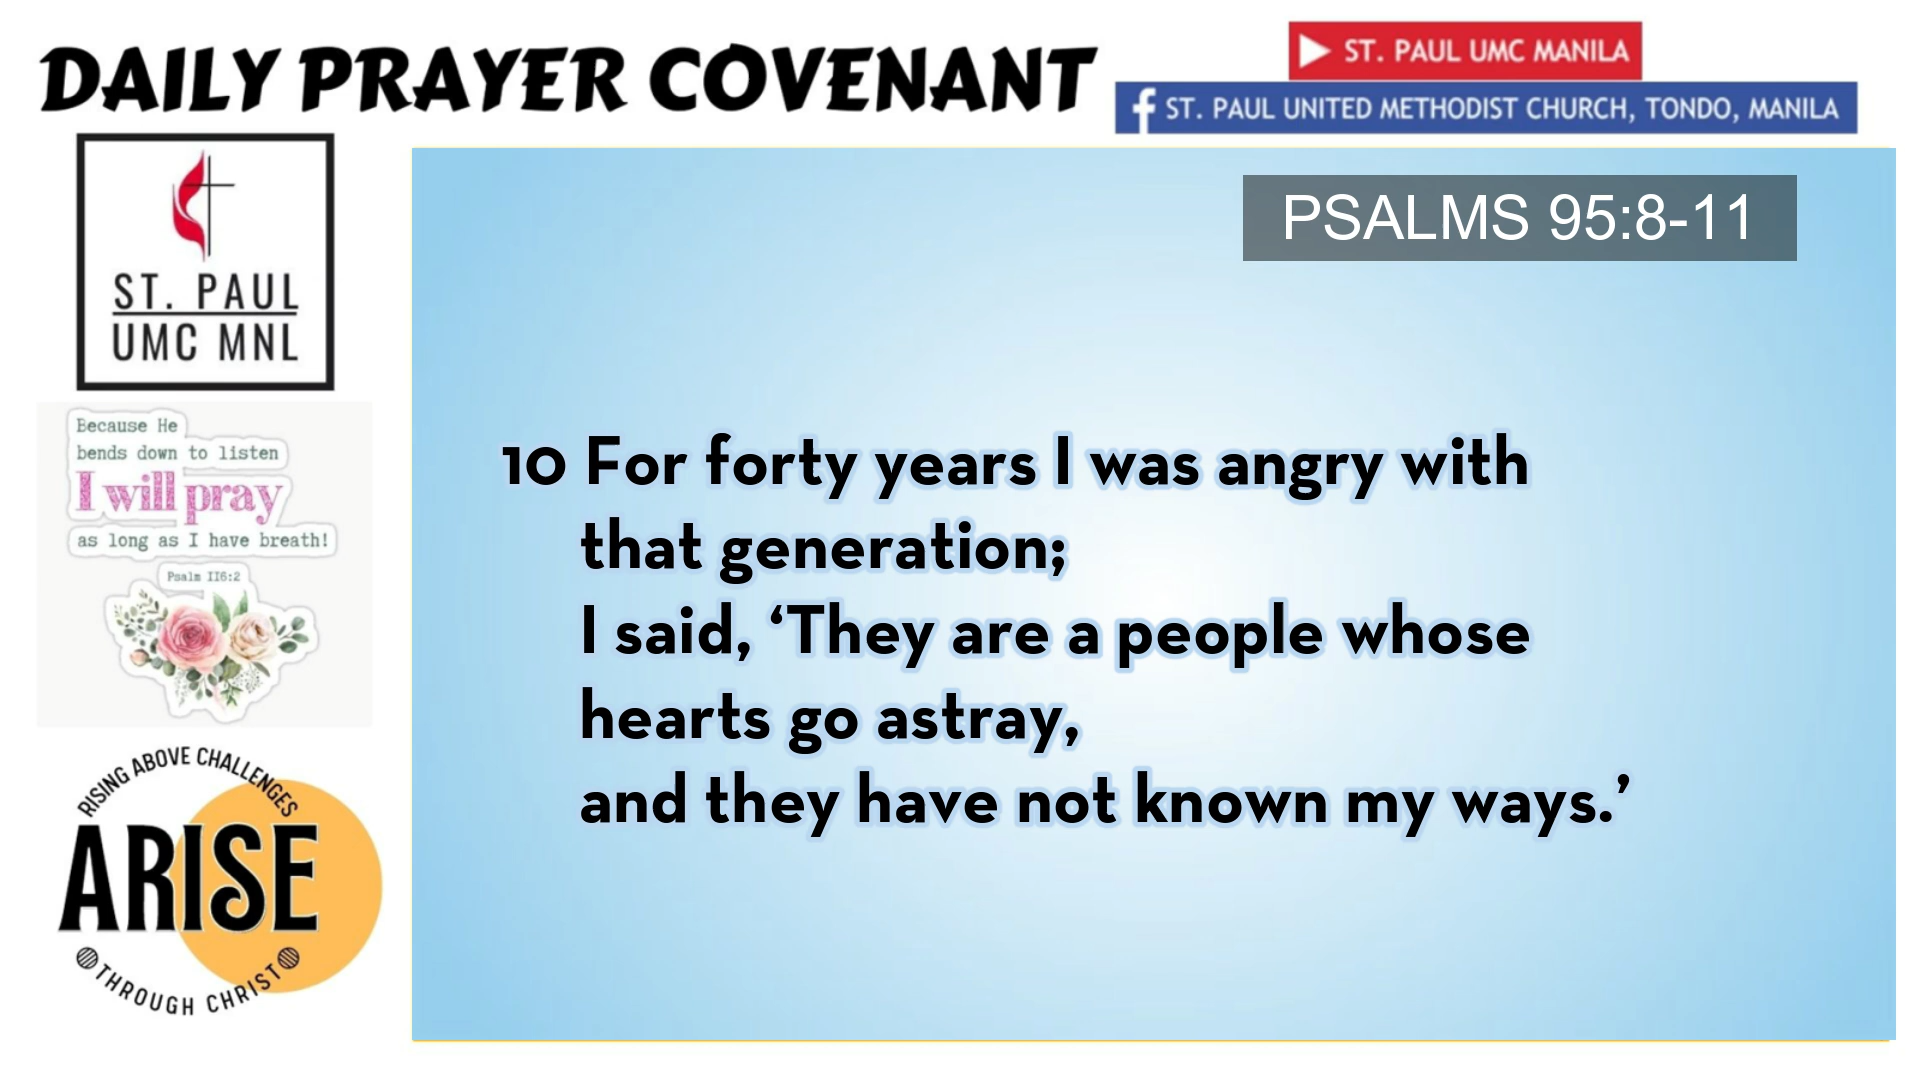 DAILY PRAYER COVENANT
ST. PAUL UMC MANILA
ST. PAUL UNITED METHODIST CHURCH, TONDO, MANILA
ST. PAUL
UMC MNL
Because He
bends down to listen
I will pray
as long as I have breath!
Psalm II6:2
RISING ABOVE CHALLENGES
ARISE
THROUGH CHRIST
PSALMS 95:8-11
10 For forty years I was angry with
that generation;
I said, ‘They are a people whose
hearts go astray,
and they have not known my ways.’